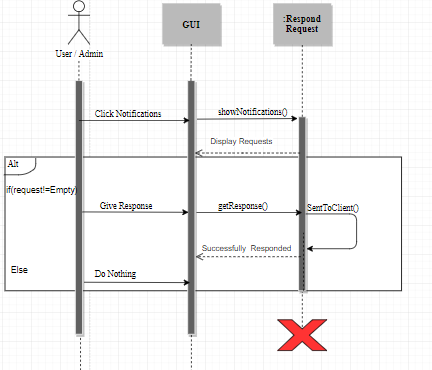 GUI
:Respond
Request
User / Admin
Click Notifications
showNotifications()
Display Requests
Alt
if(request!=Empty)
Give Response
getResponse()
SentToClient()
Successfully Responded
Else
Do Nothing